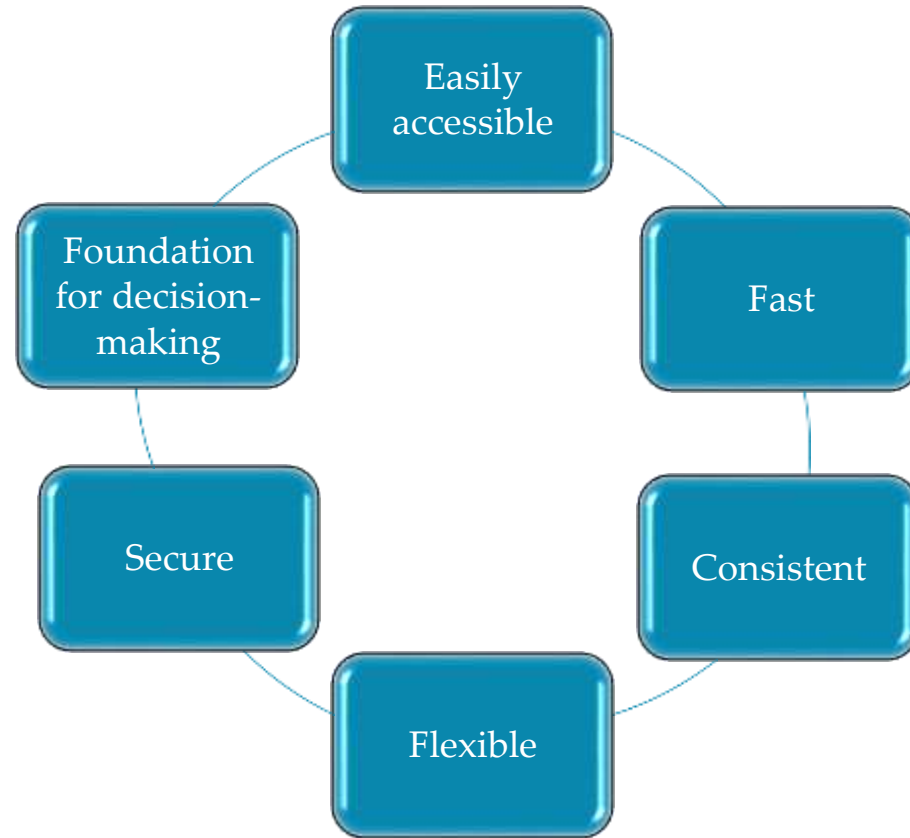 Easily
accessible
Fast
Consistent
Flexible
Secure
Foundation
for decision-
making